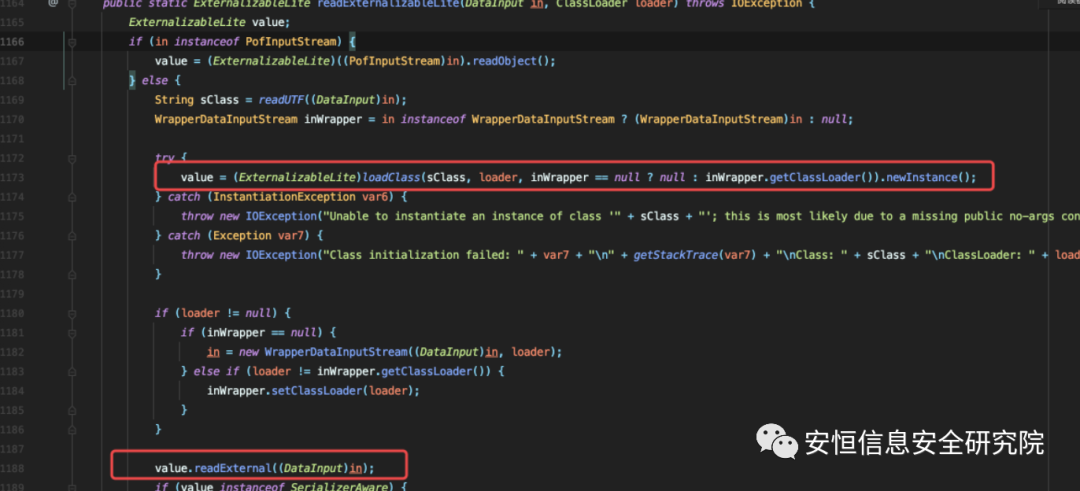 1164 @ public static ExternalizableLite readExternalizableLite(DataInput in, ClassLoader loader) throws IOException {
1165 ExternalizableLite value;
1166 if (in instanceof PofInputStream) {
1167 value = (ExternalizableLite)((PofInputStream)in).readObject();
1168 } else {
1169 String sClass = readUTF((DataInput)in);
1170 WrapperDataInputStream inWrapper = in instanceof WrapperDataInputStream ? (WrapperDataInputStream)in : null;
1171
1172 try {
1173 value = (ExternalizableLite)loadClass(sClass, loader, inWrapper == null ? null : inWrapper.getClassLoader()).newInstance();
1174 } catch (InstantiationException var6) {
1175 throw new IOException("Unable to instantiate an instance of class '" + sClass + "'; this is most likely due to a missing public no-args con
1176 } catch (Exception var7) {
1177 throw new IOException("Class initialization failed: " + var7 + "\n" + getStackTrace(var7) + "\nClass: " + sClass + "\nClassLoader: " + load
1178 }
1179
1180 if (loader != null) {
1181 if (inWrapper == null) {
1182 in = new WrapperDataInputStream((DataInput)in, loader);
1183 } else if (loader != inWrapper.getClassLoader()) {
1184 inWrapper.setClassLoader(loader);
1185 }
1186 }
1187
1188 value.readExternal((DataInput)in);
1189 if (value instanceof SerializerAware) {
安恒信息安全研究院